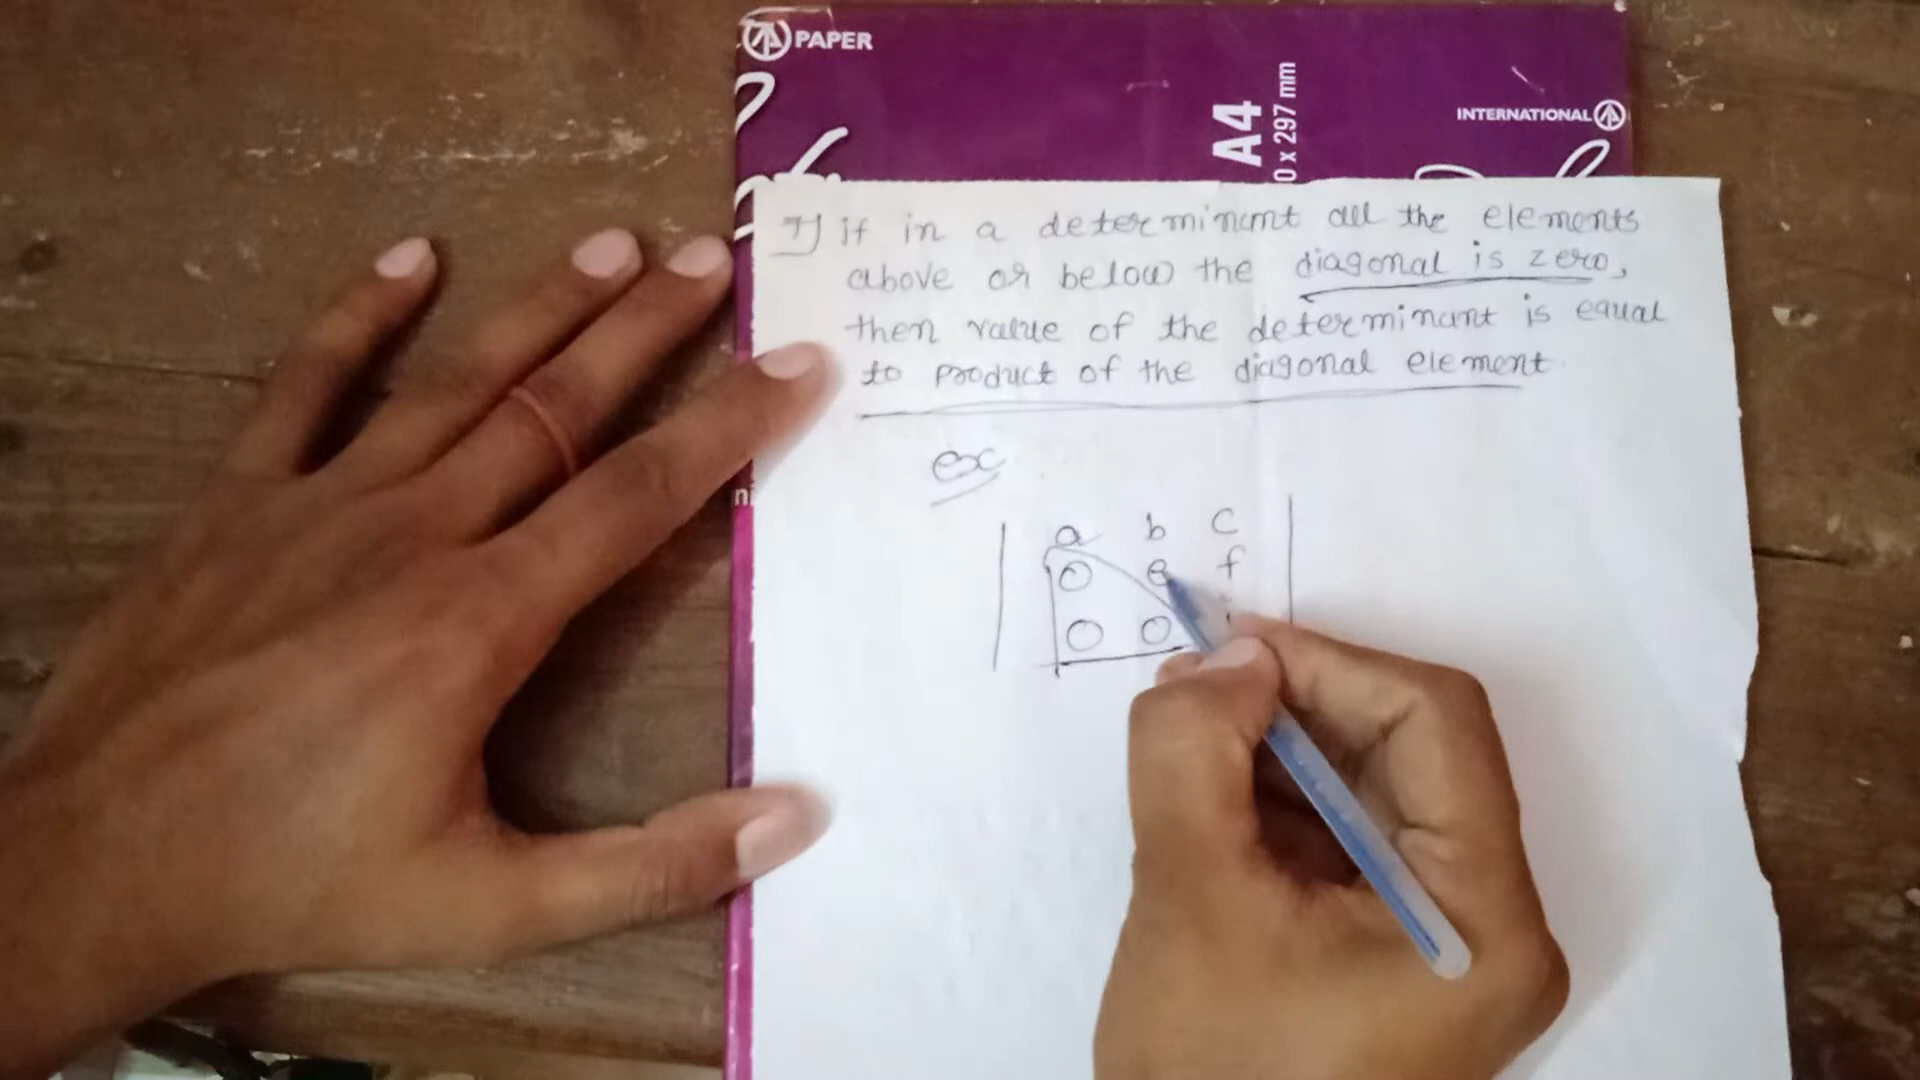 PAPER
A4
0 x 297 mm
INTERNATIONAL
7) if in a determinant all the elements
above or below the diagonal is zero,
then value of the determinant is equal
to product of the diagonal element.
ex
a b c
0 e f
0 0